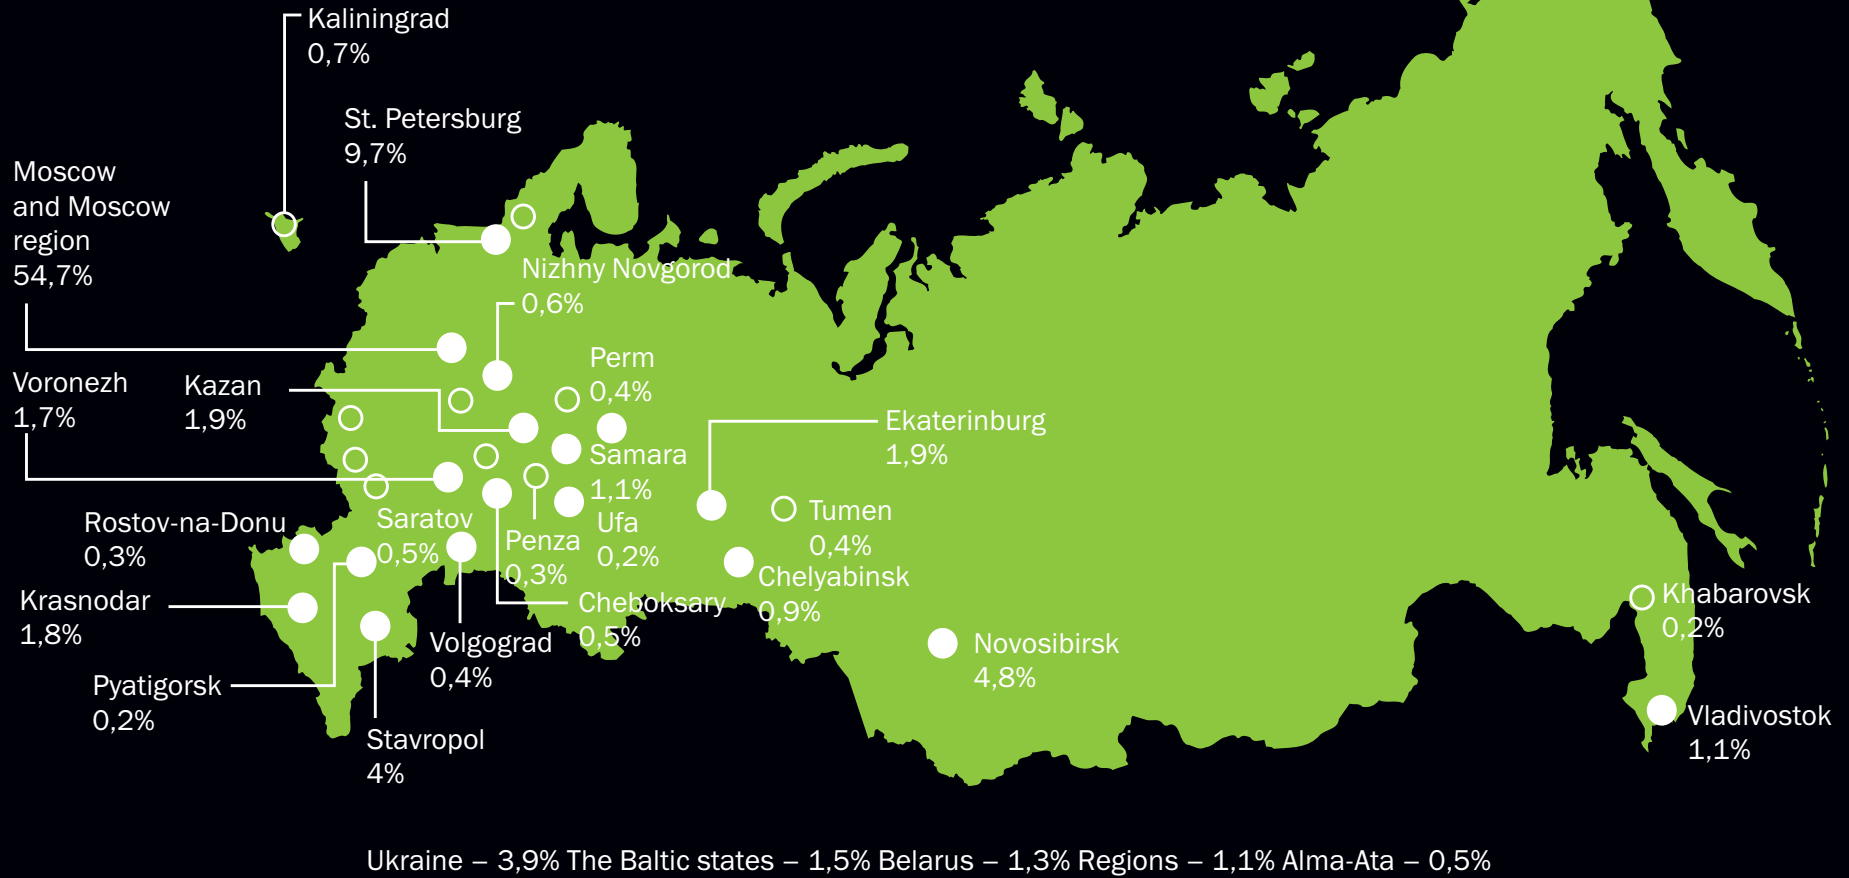 Kaliningrad
0,7%
St. Petersburg
9,7%
Moscow
and Moscow
region
54,7%
Nizhny Novgorod
0,6%
Perm
0,4%
Voronezh
1,7%
Kazan
1,9%
Ekaterinburg
1,9%
Samara
1,1%
Rostov-na-Donu
0,3%
Saratov
0,5%
Penza
0,3%
Ufa
0,2%
Tumen
0,4%
Chelyabinsk
0,9%
Krasnodar
1,8%
Cheboksary
0,5%
Khabarovsk
0,2%
Volgograd
0,4%
Novosibirsk
4,8%
Pyatigorsk
0,2%
Stavropol
4%
Vladivostok
1,1%
Ukraine – 3,9% The Baltic states – 1,5% Belarus – 1,3% Regions – 1,1% Alma-Ata – 0,5%